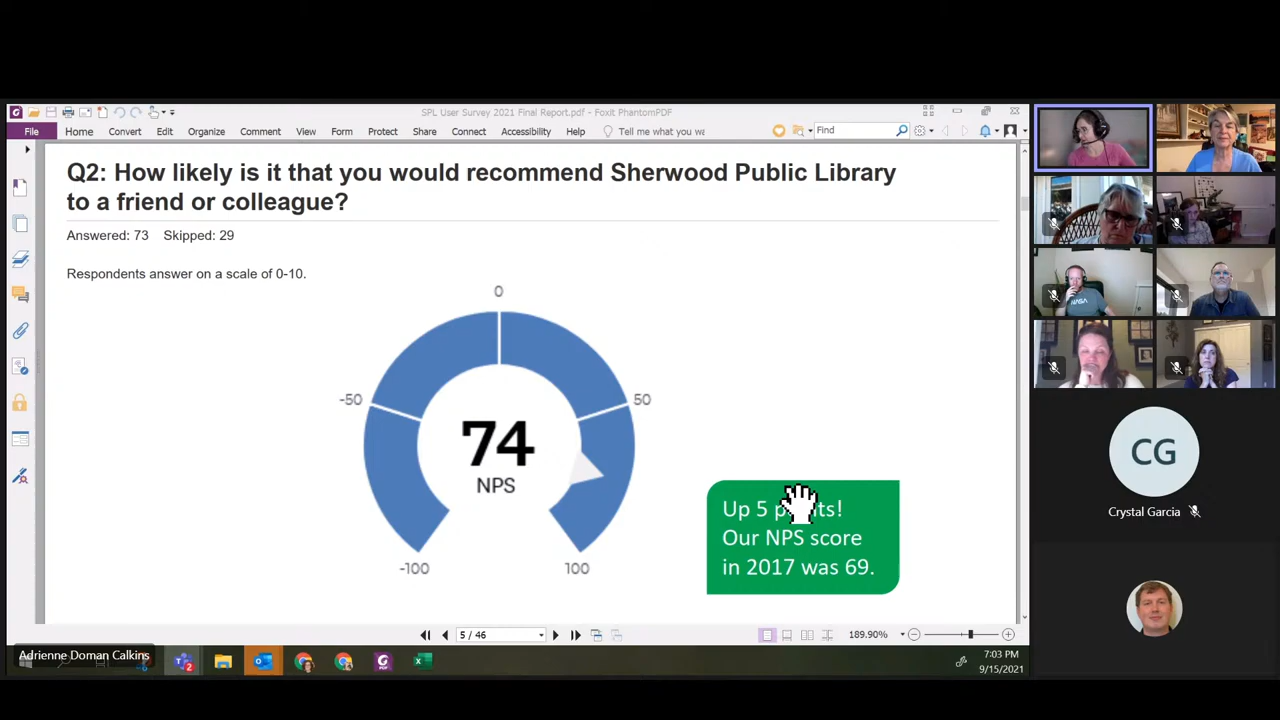 SPL User Survey 2021 Final Report.pdf - Foxit PhantomPDF
File Home Convert Edit Organize Comment View Form Protect Share Connect Accessibility Help Tell me what you wa Find
Q2: How likely is it that you would recommend Sherwood Public Library
to a friend or colleague?
Answered: 73 Skipped: 29
Respondents answer on a scale of 0-10.
0
-50
50
74
NPS
-100
100
Up 5
Our NPS score
in 2017 was 69.
NASA
CG
Crystal Garcia
5 / 46
189.90%
Adrienne Doman Calkins
7:03 PM
9/15/2021